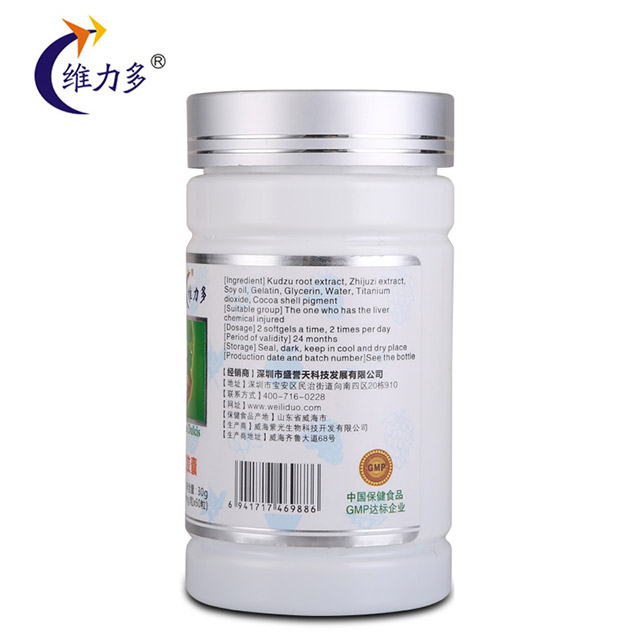 维力多®
维力多
[Ingredient] Kudzu root extract, Zhijuzi extract,
Soy oil, Gelatin, Glycerin, Water, Titanium
dioxide, Cocoa shell pigment
[Suitable group] The one who has the liver
chemical injured
[Dosage] 2 softgels a time, 2 times per day
[Period of validity] 24 months
[Storage] Seal, dark, keep in cool and dry place
[Production date and batch number]See the bottle
【经销商】深圳市盛誉天科技发展有限公司
【地址】深圳市宝安区民治街道向南四区20栋910
【联系方式】400-716-0228
【网址】www.weiliduo.com
【保健食品产地】山东省威海市
【生产商】威海紫光生物科技开发有限公司
【生产商地址】威海齐鲁大道68号
Dulcis
胶囊
30g
6 941717 469886
GMP
中国保健食品
GMP达标企业